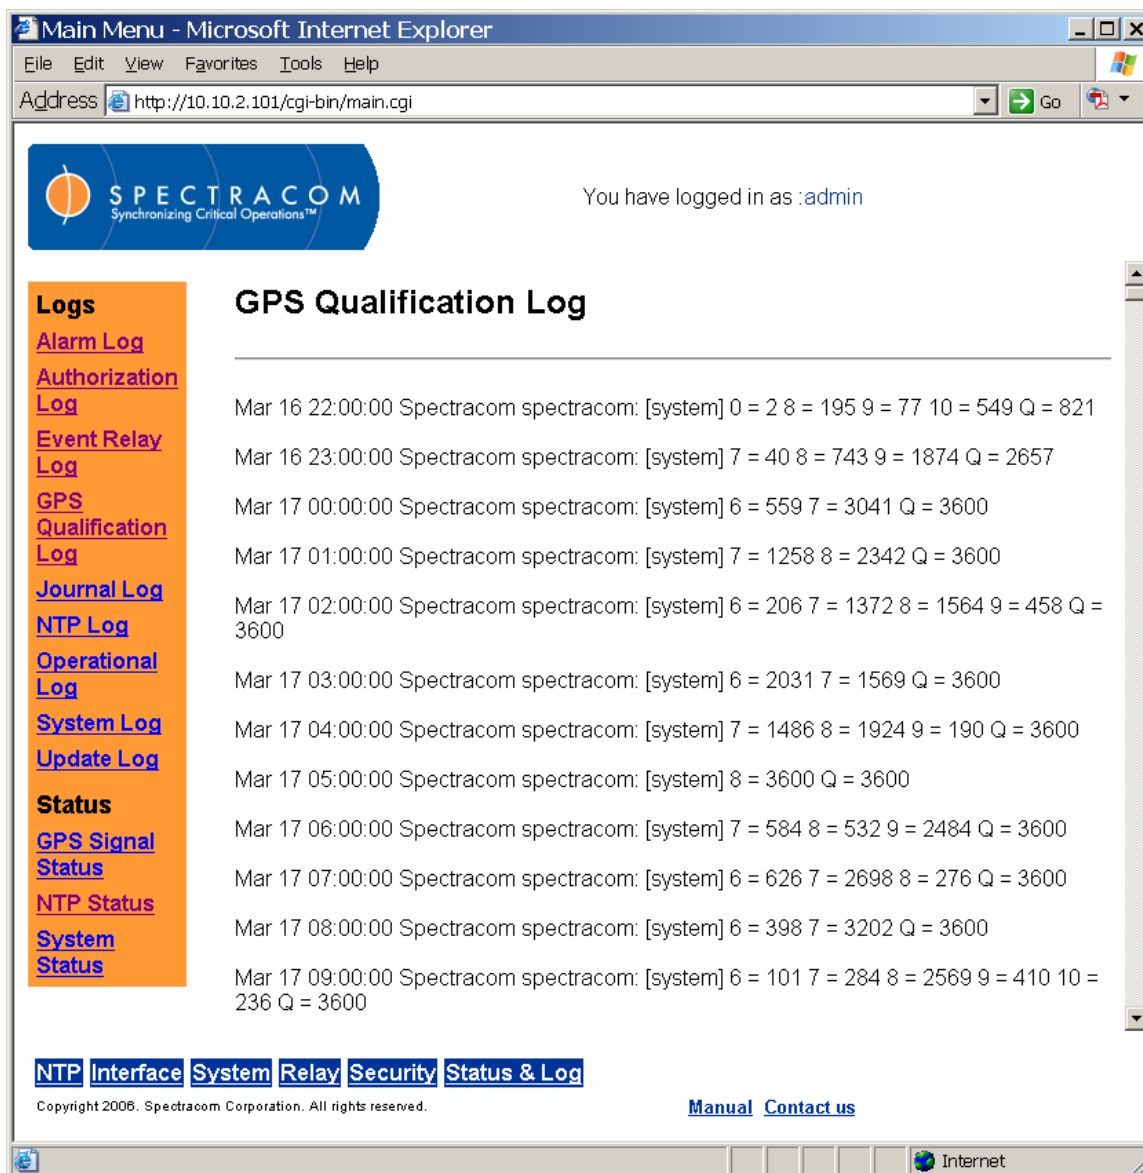 Main Menu - Microsoft Internet Explorer
File Edit View Favorites Tools Help
Address http://10.10.2.101/cgi-bin/main.cgi Go
SPECTRACOM
Synchronizing Critical Operations™
You have logged in as :admin
Logs
Alarm Log
Authorization
Log
Event Relay
Log
GPS
Qualification
Log
Journal Log
NTP Log
Operational
Log
System Log
Update Log
Status
GPS Signal
Status
NTP Status
System
Status
GPS Qualification Log
Mar 16 22:00:00 Spectracom spectracom: [system] 0 = 2 8 = 195 9 = 77 10 = 549 Q = 821
Mar 16 23:00:00 Spectracom spectracom: [system] 7 = 40 8 = 743 9 = 1874 Q = 2657
Mar 17 00:00:00 Spectracom spectracom: [system] 6 = 559 7 = 3041 Q = 3600
Mar 17 01:00:00 Spectracom spectracom: [system] 7 = 1258 8 = 2342 Q = 3600
Mar 17 02:00:00 Spectracom spectracom: [system] 6 = 206 7 = 1372 8 = 1564 9 = 458 Q =
3600
Mar 17 03:00:00 Spectracom spectracom: [system] 6 = 2031 7 = 1569 Q = 3600
Mar 17 04:00:00 Spectracom spectracom: [system] 7 = 1486 8 = 1924 9 = 190 Q = 3600
Mar 17 05:00:00 Spectracom spectracom: [system] 8 = 3600 Q = 3600
Mar 17 06:00:00 Spectracom spectracom: [system] 7 = 584 8 = 532 9 = 2484 Q = 3600
Mar 17 07:00:00 Spectracom spectracom: [system] 6 = 626 7 = 2698 8 = 276 Q = 3600
Mar 17 08:00:00 Spectracom spectracom: [system] 6 = 398 7 = 3202 Q = 3600
Mar 17 09:00:00 Spectracom spectracom: [system] 6 = 101 7 = 284 8 = 2569 9 = 410 10 =
236 Q = 3600
NTP Interface System Relay Security Status & Log
Copyright 2006. Spectracom Corporation. All rights reserved.
Manual Contact us
Internet